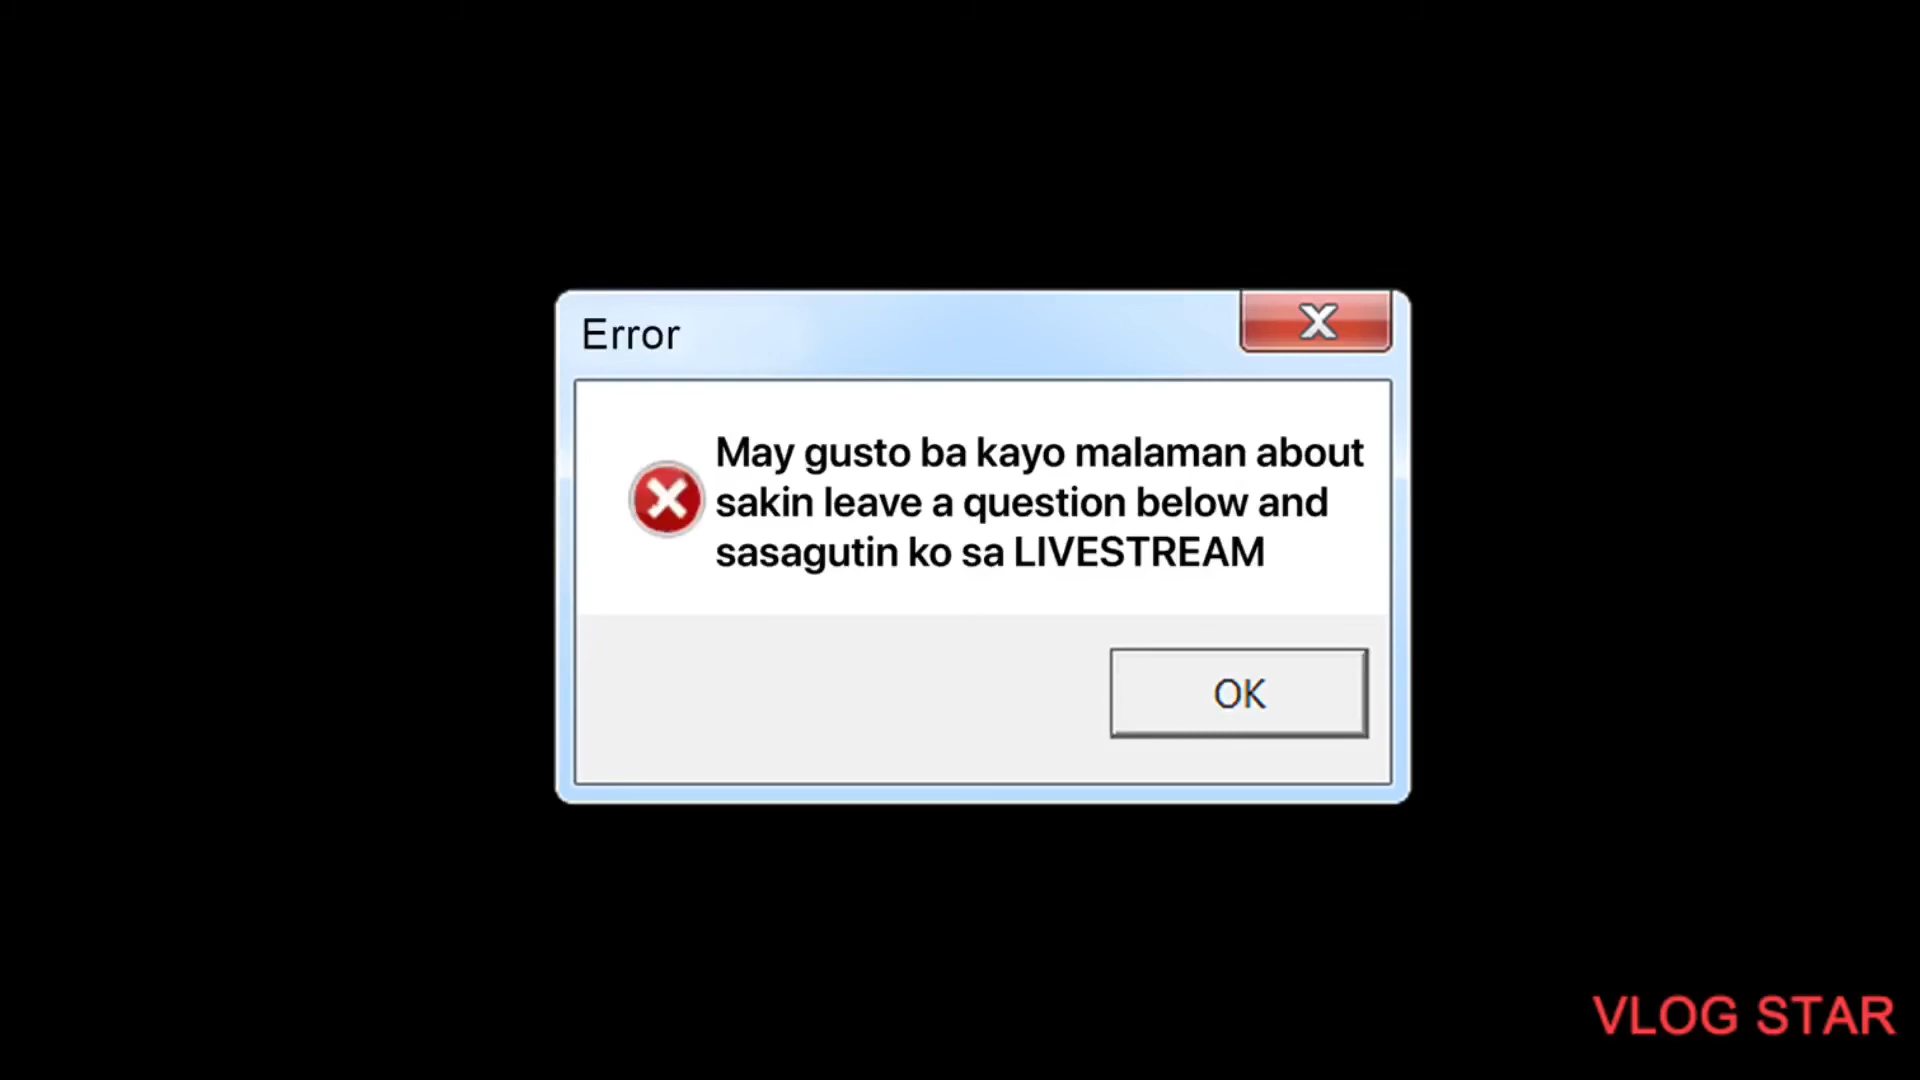 Error
X
May gusto ba kayo malaman about
sakin leave a question below and
sasagutin ko sa LIVESTREAM
OK
VLOG STAR